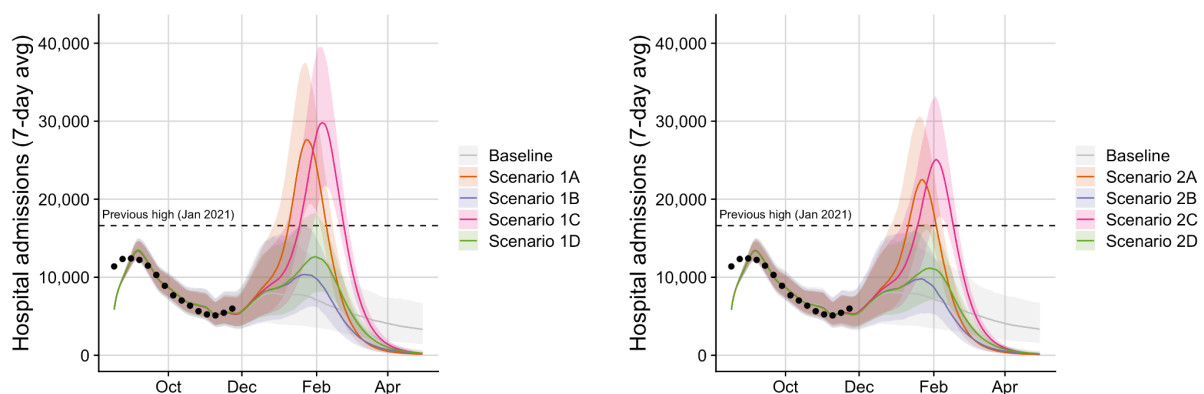 Hospital admissions (7-day avg)
40,000
30,000
20,000
10,000
0
Previous high (Jan 2021)
Oct
Dec
Feb
Apr
Baseline
Scenario 1A
Scenario 1B
Scenario 1C
Scenario 1D
Hospital admissions (7-day avg)
40,000
30,000
20,000
10,000
0
Previous high (Jan 2021)
Oct
Dec
Feb
Apr
Baseline
Scenario 2A
Scenario 2B
Scenario 2C
Scenario 2D